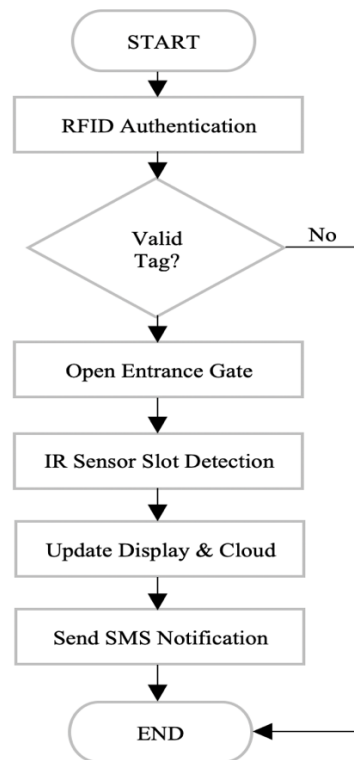 START
RFID Authentication
Valid
Tag?
No
Open Entrance Gate
IR Sensor Slot Detection
Update Display & Cloud
Send SMS Notification
END